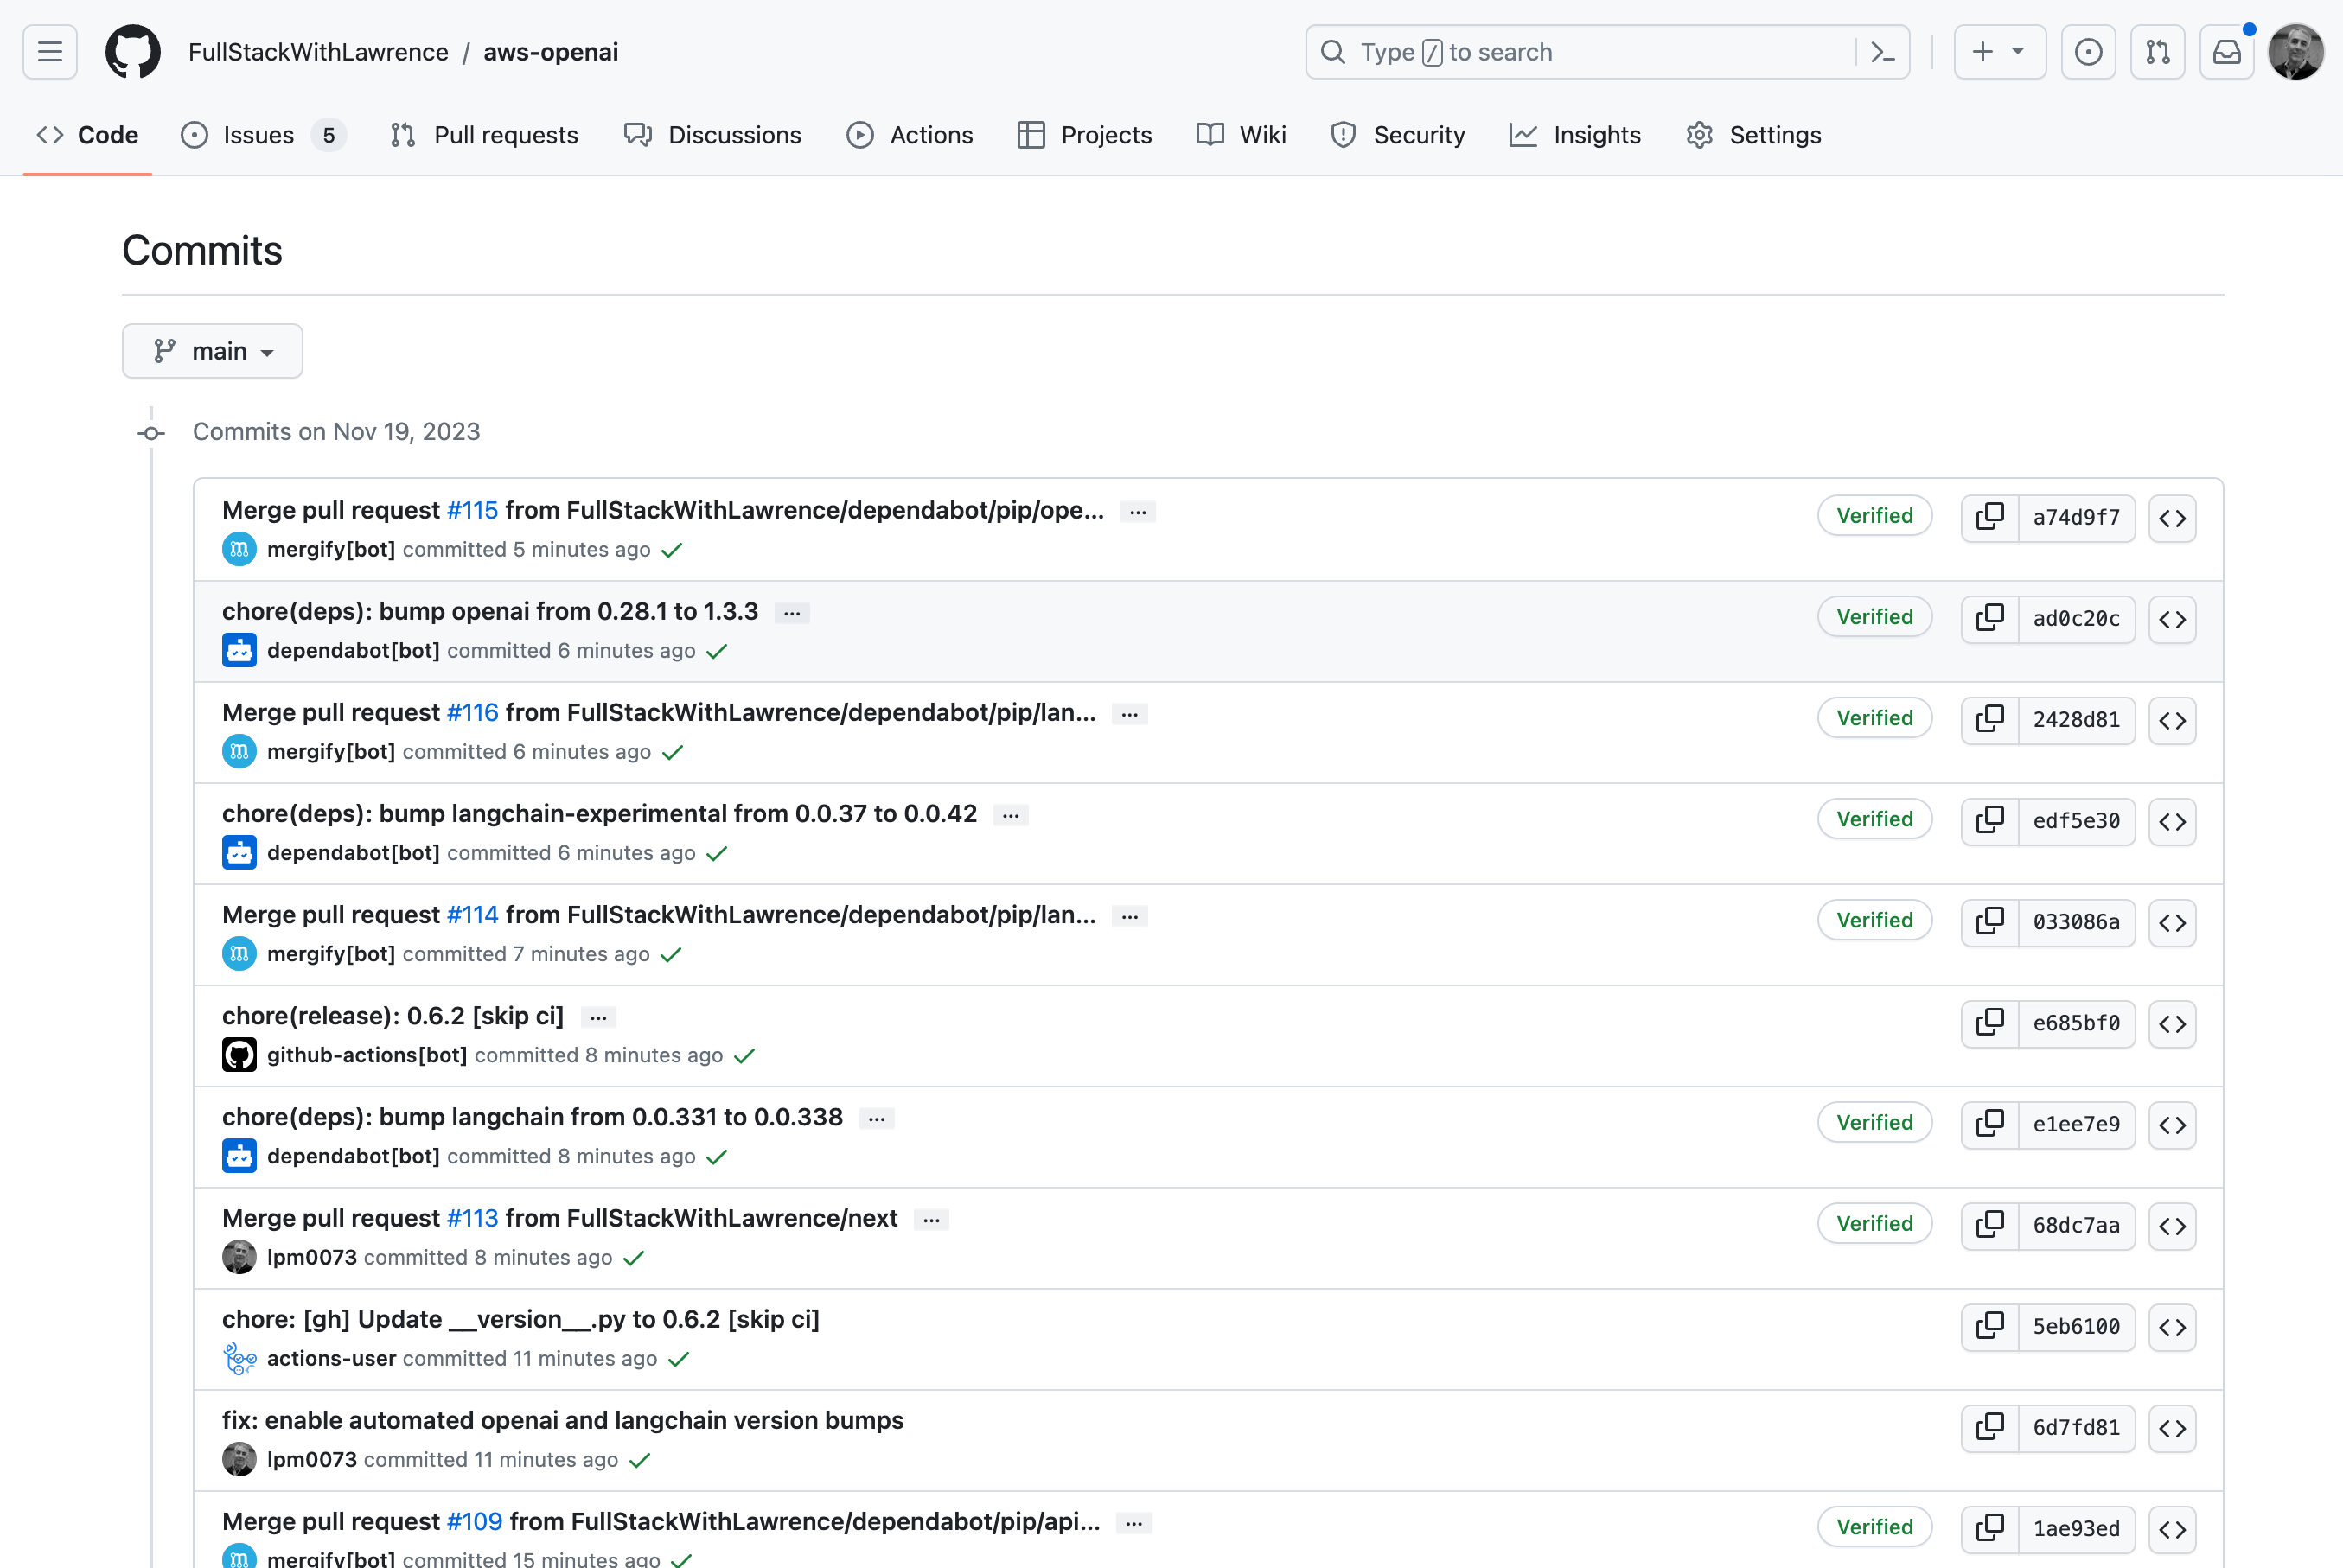 FullStackWithLawrence / aws-openai
Type / to search
Code
Issues 5
Pull requests
Discussions
Actions
Projects
Wiki
Security
Insights
Settings
Commits
main
Commits on Nov 19, 2023
Merge pull request #115 from FullStackWithLawrence/dependabot/pip/ope... ...
Verified
a74d9f7
mergify[bot] committed 5 minutes ago
chore(deps): bump openai from 0.28.1 to 1.3.3 ...
Verified
ad0c20c
dependabot[bot] committed 6 minutes ago
Merge pull request #116 from FullStackWithLawrence/dependabot/pip/lan... ...
Verified
2428d81
mergify[bot] committed 6 minutes ago
chore(deps): bump langchain-experimental from 0.0.37 to 0.0.42 ...
Verified
edf5e30
dependabot[bot] committed 6 minutes ago
Merge pull request #114 from FullStackWithLawrence/dependabot/pip/lan... ...
Verified
033086a
mergify[bot] committed 7 minutes ago
chore(release): 0.6.2 [skip ci] ...
e685bf0
github-actions[bot] committed 8 minutes ago
chore(deps): bump langchain from 0.0.331 to 0.0.338 ...
Verified
e1ee7e9
dependabot[bot] committed 8 minutes ago
Merge pull request #113 from FullStackWithLawrence/next ...
Verified
68dc7aa
lpm0073 committed 8 minutes ago
chore: [gh] Update __version__.py to 0.6.2 [skip ci]
5eb6100
actions-user committed 11 minutes ago
fix: enable automated openai and langchain version bumps
6d7fd81
lpm0073 committed 11 minutes ago
Merge pull request #109 from FullStackWithLawrence/dependabot/pip/api... ...
Verified
1ae93ed
mergify[bot] committed 15 minutes ago